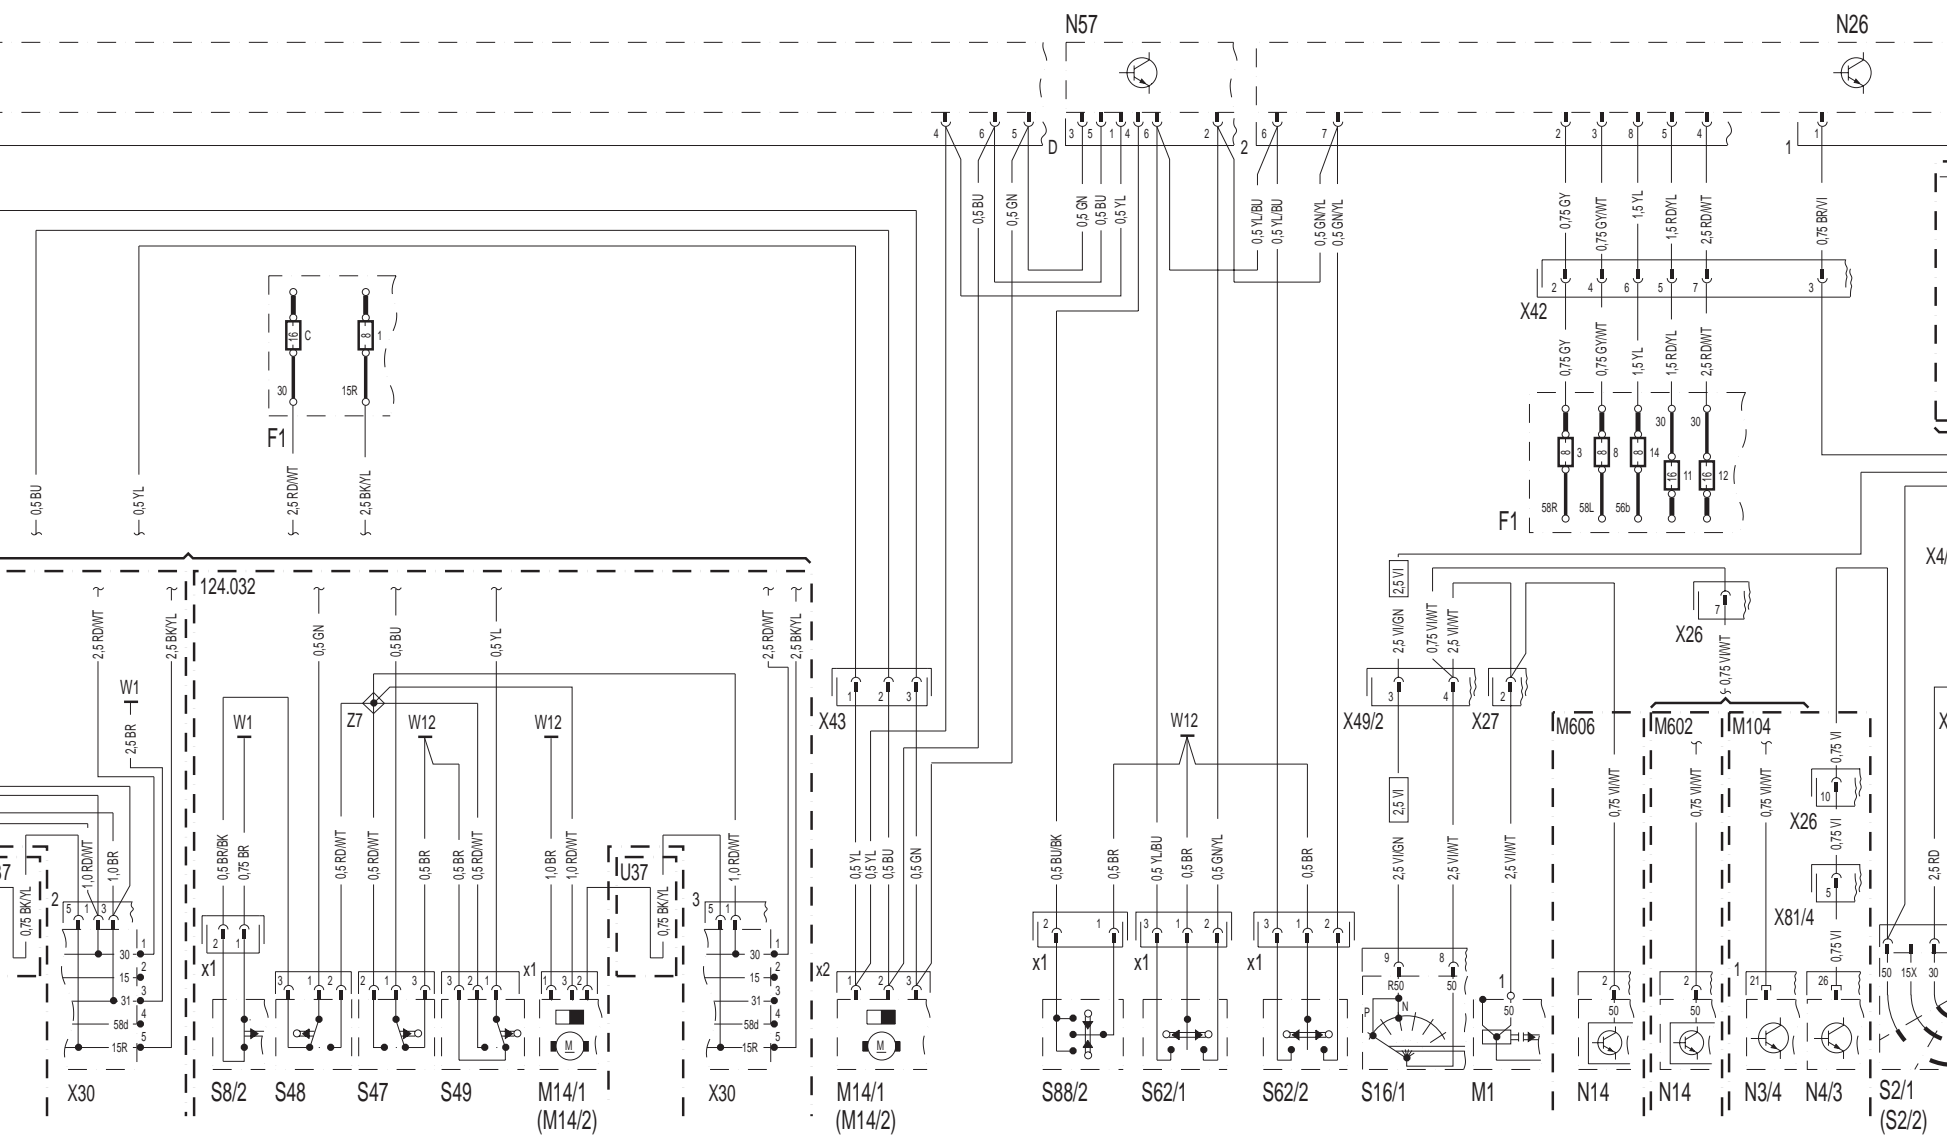 N57
N26
4 6 5 D 3 5 1 4 6 2 2 6 7 2 3 8 5 4 1 1
0,5 BU
0,5 GN
0,5 GN
0,5 BU
0,5 YL
0,5 YL/BU
0,5 YL/BU
0,5 GN/YL
0,5 GN/YL
0,75 GY
0,75 GY/WT
1,5 YL
1,5 RD/YL
2,5 RD/WT
0,75 BR/VI
2 4 6 5 7 3
X42
0,75 GY
0,75 GY/WT
1,5 YL
1,5 RD/YL
2,5 RD/WT
16 C
8 1
30
15R
F1
2,5 RD/WT
2,5 BK/YL
0,5 BU
0,5 YL
30 30
8 3
8 8
8 14
16 11
16 12
58R 58L 56b
F1
X4/
124.032
2,5 RD/WT
2,5 BK/YL
0,5 GN
0,5 BU
0,5 YL
2,5 RD/WT
2,5 BK/YL
2,5 VI
2,5 VI/GN
0,75 VI/WT
2,5 VI/WT
7
X26
0,75 VI/WT
W1
2,5 BR
W1
Z7
W12
W12
1 2 3
X43
W12
3 4
X49/2
2
X27
M606
M602
M104
X
0,75 VI
10
X26
0,75 VI
5
X81/4
0,75 VI
2,5 VI
37
0,75 BK/YL
1,0 RD/WT
1,0 BR
0,5 BR/BK
0,75 BR
0,5 RD/WT
0,5 RD/WT
0,5 BR
0,5 BR
0,5 RD/WT
1,0 BR
1,0 RD/WT
U37
0,75 BK/YL
1,0 RD/WT
0,5 YL
0,5 YL
0,5 BU
0,5 GN
0,5 BU/BK
0,5 BR
0,5 YL/BU
0,5 BR
0,5 GN/YL
0,5 BR
2,5 VI/GN
2,5 VI/WT
2,5 VI/WT
0,75 VI/WT
0,75 VI/WT
0,75 VI/WT
2,5 RD
2
5 1 3
30 1
15 2
31 3
58d 4
15R 5
2 1
x1
3 1 2
2 1 3
3 2 1
x1
1 3 2
M
3
5 1
30 1
15 2
31 3
58d 4
15R 5
x2
1 2 3
M
2 1
x1
3 1 2
x1
3 1 2
x1
9 8
R50 50
P N
1
50
2
50
2
50
1
21
26
50 15X 30
X30
S8/2
S48
S47
S49
M14/1
(M14/2)
X30
M14/1
(M14/2)
S88/2
S62/1
S62/2
S16/1
M1
N14
N14
N3/4
N4/3
S2/1
(S2/2)